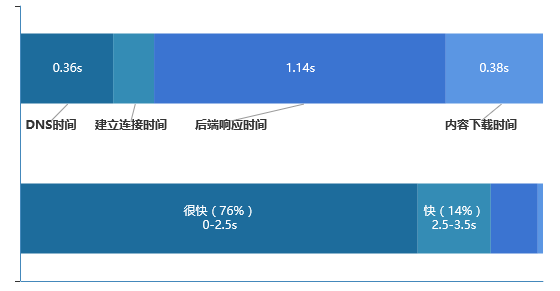 0.36s 1.14s 0.38s
DNS时间 建立连接时间 后端响应时间 内容下载时间
很快（76%） 快（14%）
0-2.5s 2.5-3.5s